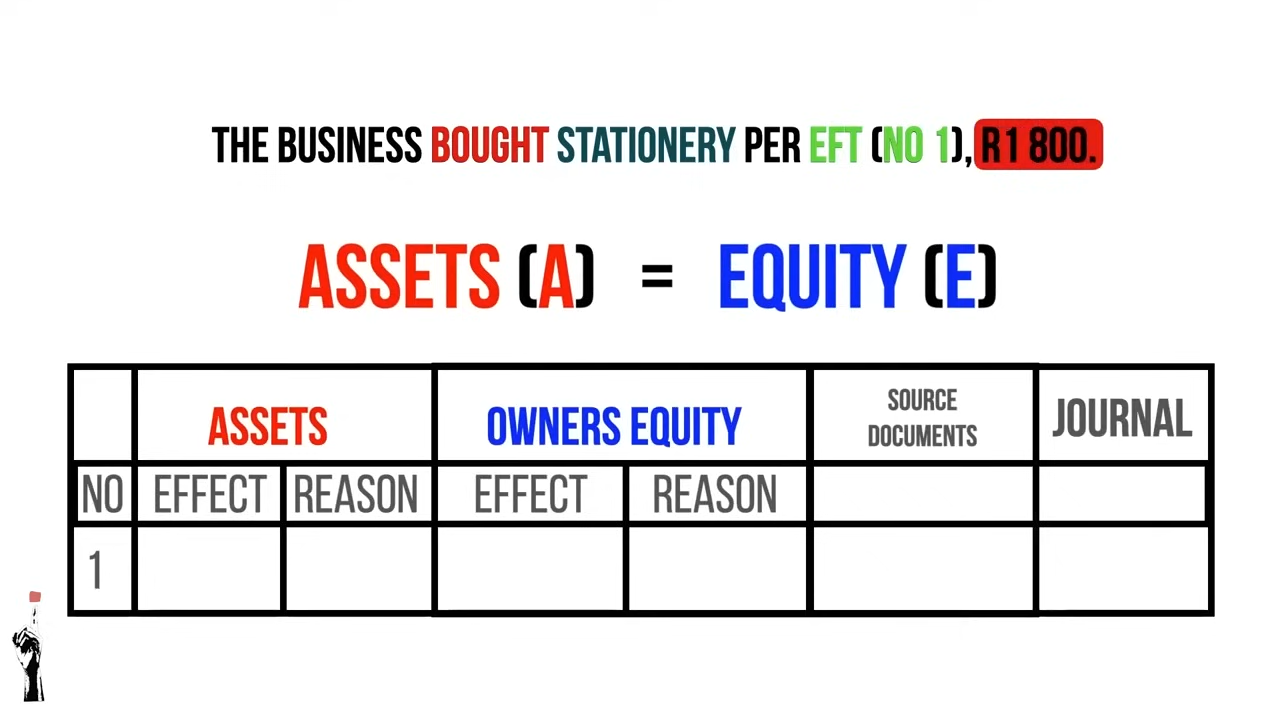 THE BUSINESS BOUGHT STATIONERY PER EFT (NO 1), R1 800.
ASSETS (A) = EQUITY (E)
ASSETS OWNERS EQUITY SOURCE DOCUMENTS JOURNAL
NO EFFECT REASON EFFECT REASON
1